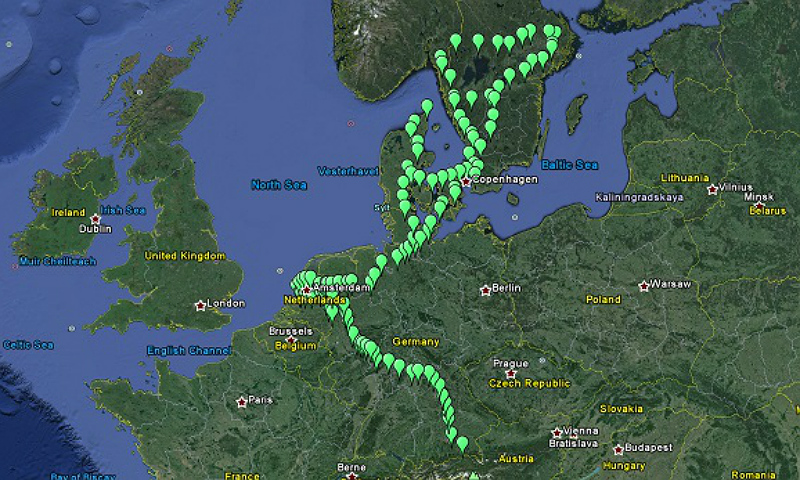 Vesterhavet
Copenhagen
Baltic Sea
Lithuania
Vilnius
Kaliningradskaya
Minsk
Belarus
North Sea
Sylt
Ireland
Irish Sea
Dublin
Muir Cheilteach
United Kingdom
London
Amsterdam
Netherlands
Berlin
Warsaw
Poland
Celtic Sea
English Channel
Brussels
Belgium
Germany
Prague
Czech Republic
Paris
Slovakia
Vienna
Bratislava
Budapest
Hungary
Austria
Berne
France
Bay of Biscay
Romania